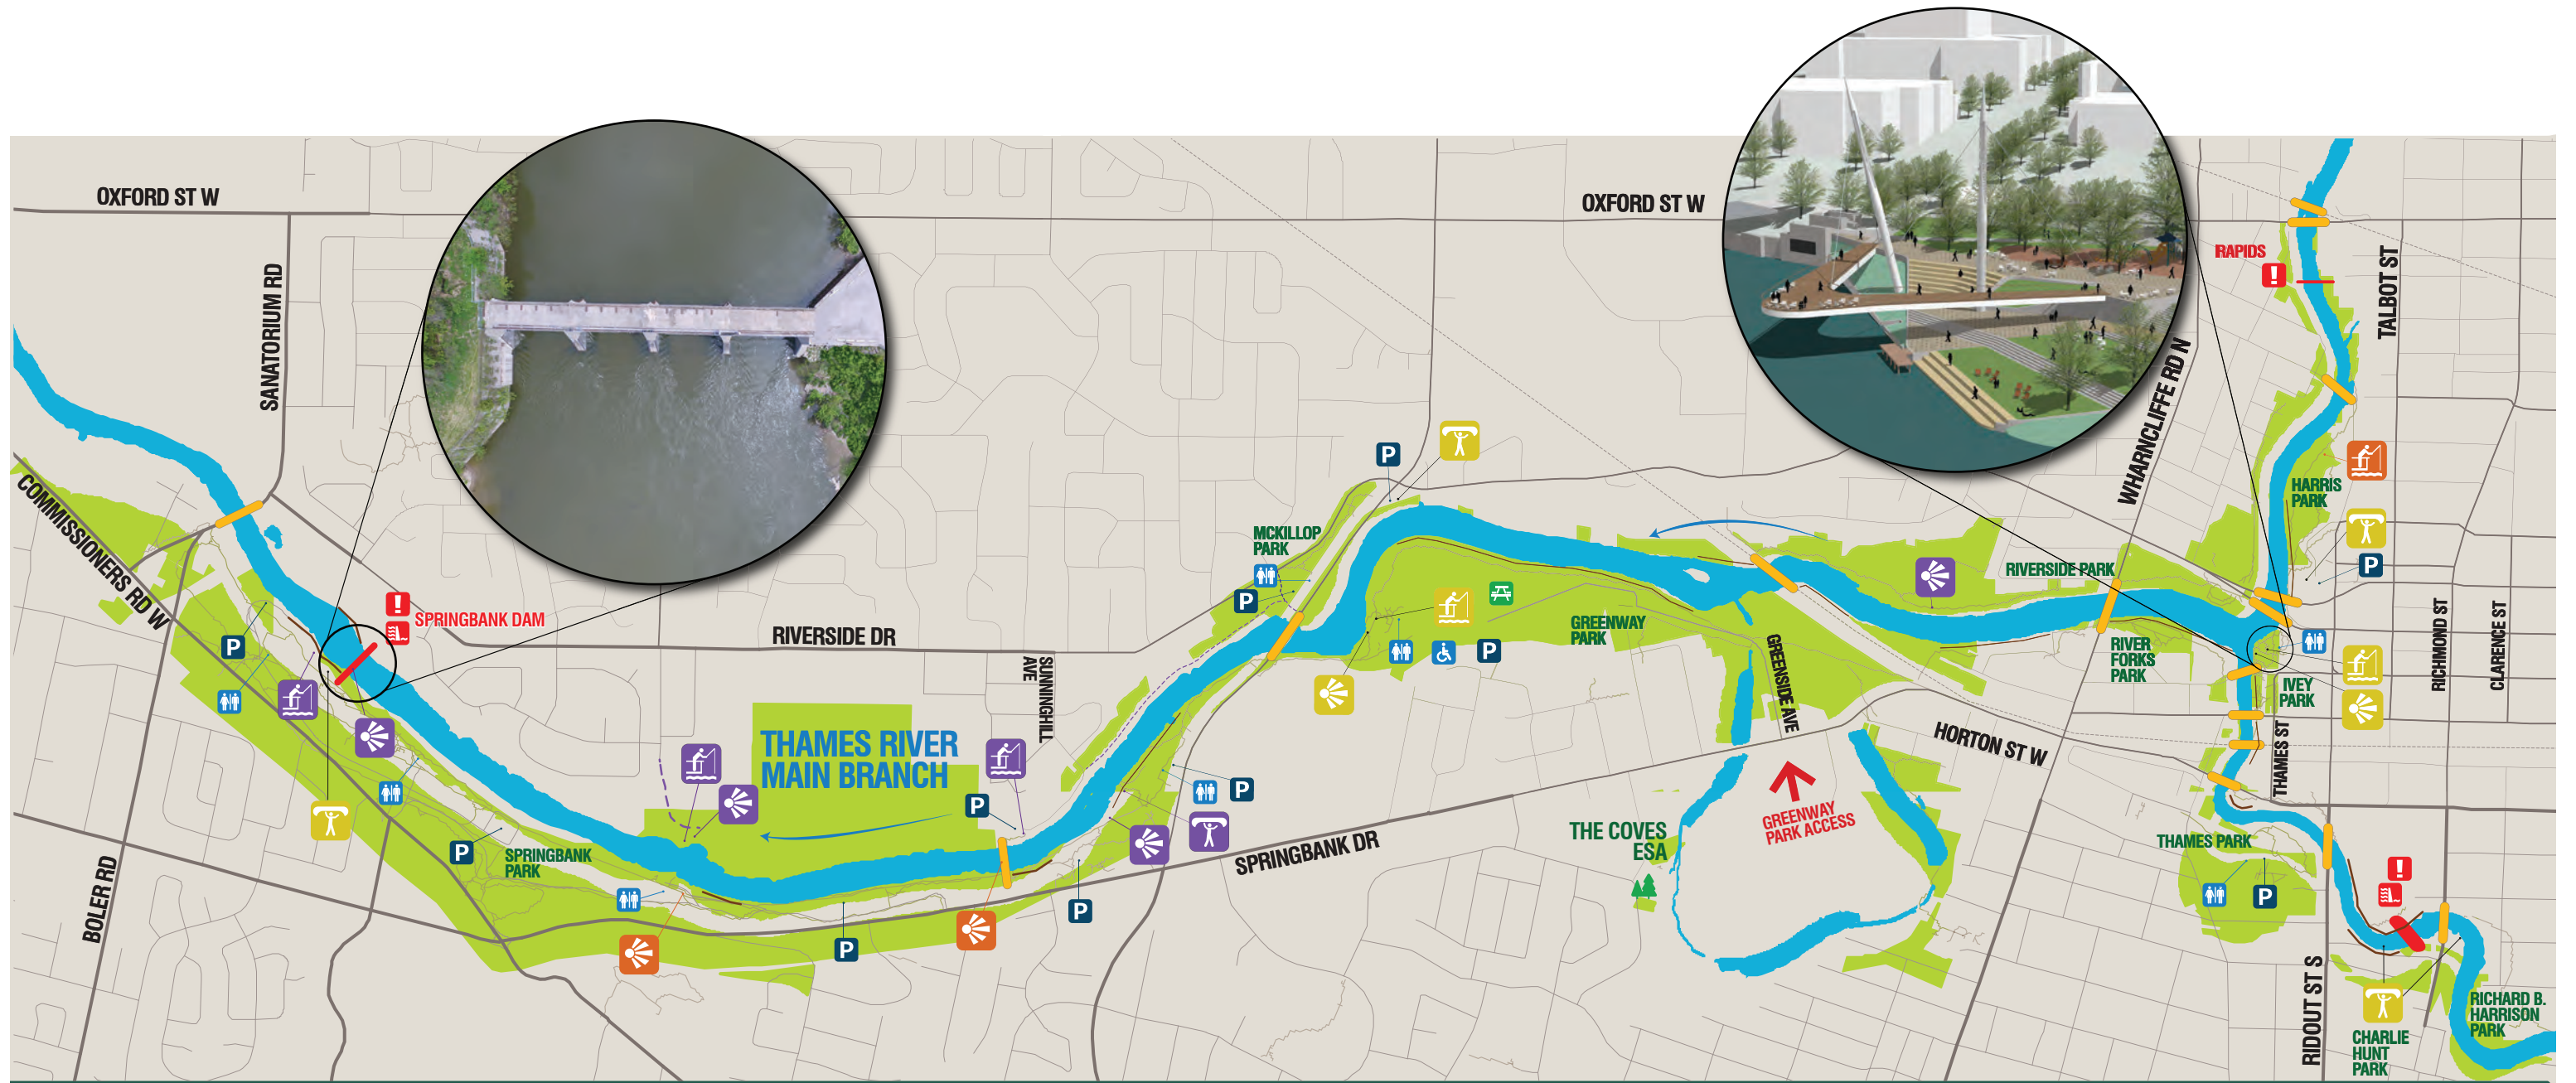 OXFORD ST W
OXFORD ST W
SANATORIUM RD
RAPIDS
!
TALBOT ST
WHARNCLIFFE RD N
COMMISSIONERS RD W
P
HARRIS
PARK
MCKILLOP
PARK
P
P
RIVERSIDE PARK
!
SPRINGBANK DAM
RIVERSIDE DR
P
GREENWAY
PARK
P
GREENSIDE AVE
RIVER
FORKS
PARK
IVEY
PARK
RICHMOND ST
CLARENCE ST
SUNNINGHILL
AVE
THAMES RIVER
MAIN BRANCH
P
P
HORTON ST W
THAMES ST
GREENWAY
PARK ACCESS
THE COVES
ESA
SPRINGBANK DR
THAMES PARK
P
!
P
SPRINGBANK
PARK
BOLER RD
P
P
RIDOUT ST S
RICHARD B.
HARRISON
PARK
CHARLIE
HUNT
PARK